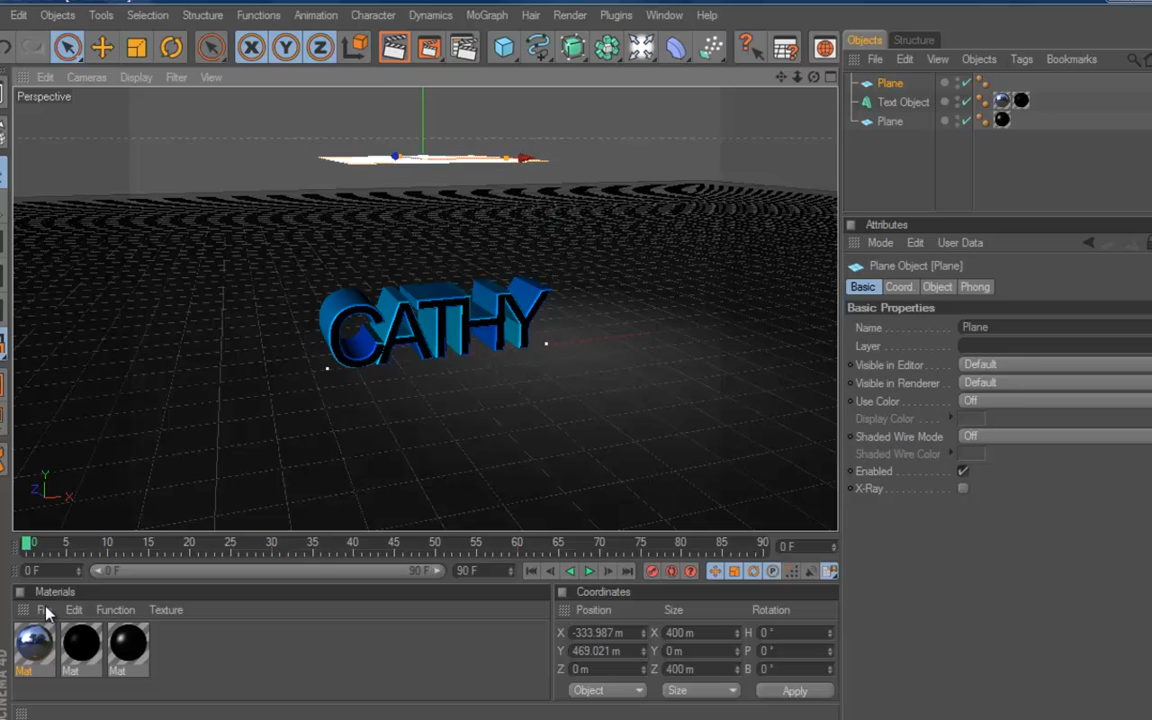 Edit Objects Tools Selection Structure Functions Animation Character Dynamics MoGraph Hair Render Plugins Window Help
X Y Z
Objects Structure
Edit Cameras Display Filter View
File Edit View Objects Tags Bookmarks
Perspective
Plane
Text Object
Plane
Attributes
Mode Edit User Data
Plane Object [Plane]
Basic Coord. Object Phong
Basic Properties
Name Plane
Layer
Visible in Editor Default
Visible in Renderer Default
Use Color Off
Display Color
Shaded Wire Mode Off
Shaded Wire Color
Enabled
X-Ray
CATHY
Y
Z X
0 5 10 15 20 25 30 35 40 45 50 55 60 65 70 75 80 85 90 0 F
0 F 0 F 90 F 90 F
Materials
Edit Function Texture
Mat Mat Mat
Coordinates
Position Size Rotation
X -333.987 m X 400 m H 0 °
Y 469.021 m Y 0 m P 0 °
Z 0 m Z 400 m B 0 °
Object Size Apply
CINEMA 4D